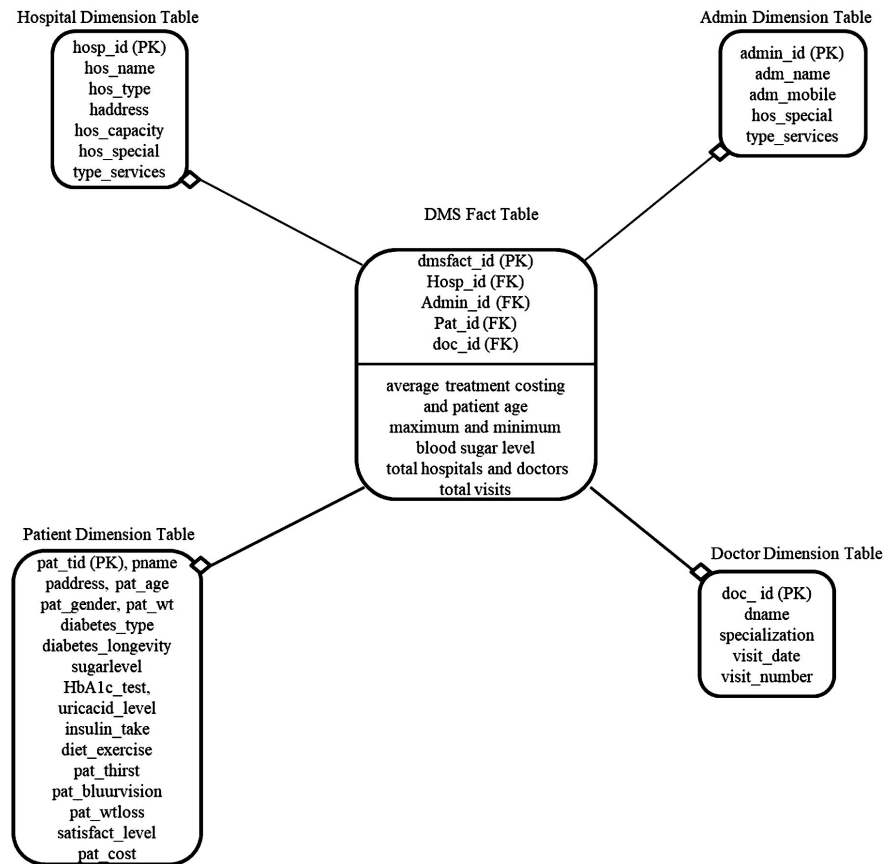 Hospital Dimension Table
hosp_id (PK)
hos_name
hos_type
haddress
hos_capacity
hos_special
type_services
Admin Dimension Table
admin_id (PK)
adm_name
adm_mobile
hos_special
type_services
DMS Fact Table
dmsfact_id (PK)
Hosp_id (FK)
Admin_id (FK)
Pat_id (FK)
doc_id (FK)
average treatment costing
and patient age
maximum and minimum
blood sugar level
total hospitals and doctors
total visits
Patient Dimension Table
pat_tid (PK), pname
paddress, pat_age
pat_gender, pat_wt
diabetes_type
diabetes_longevity
sugarlevel
HbA1c_test,
uricacid_level
insulin_take
diet_exercise
pat_thirst
pat_bluurvision
pat_wtloss
satisfact_level
pat_cost
Doctor Dimension Table
doc_ id (PK)
dname
specialization
visit_date
visit_number